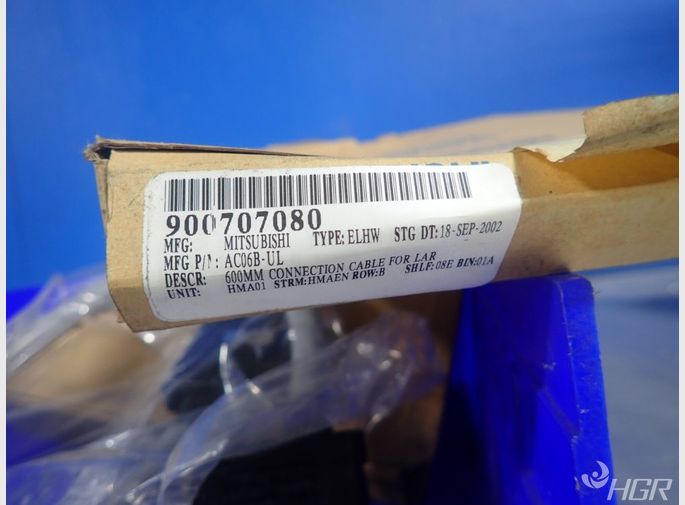 900707080
MFG: MITSUBISHI TYPE: ELHW STG DT: 18-SEP-2002
MFG P/N: AC06B-UL
DESCR: 600MM CONNECTION CABLE FOR LAR
UNIT: HMA01 STRM: HMAEN ROW: B SHLF: 08E BIN: 01A
HGR